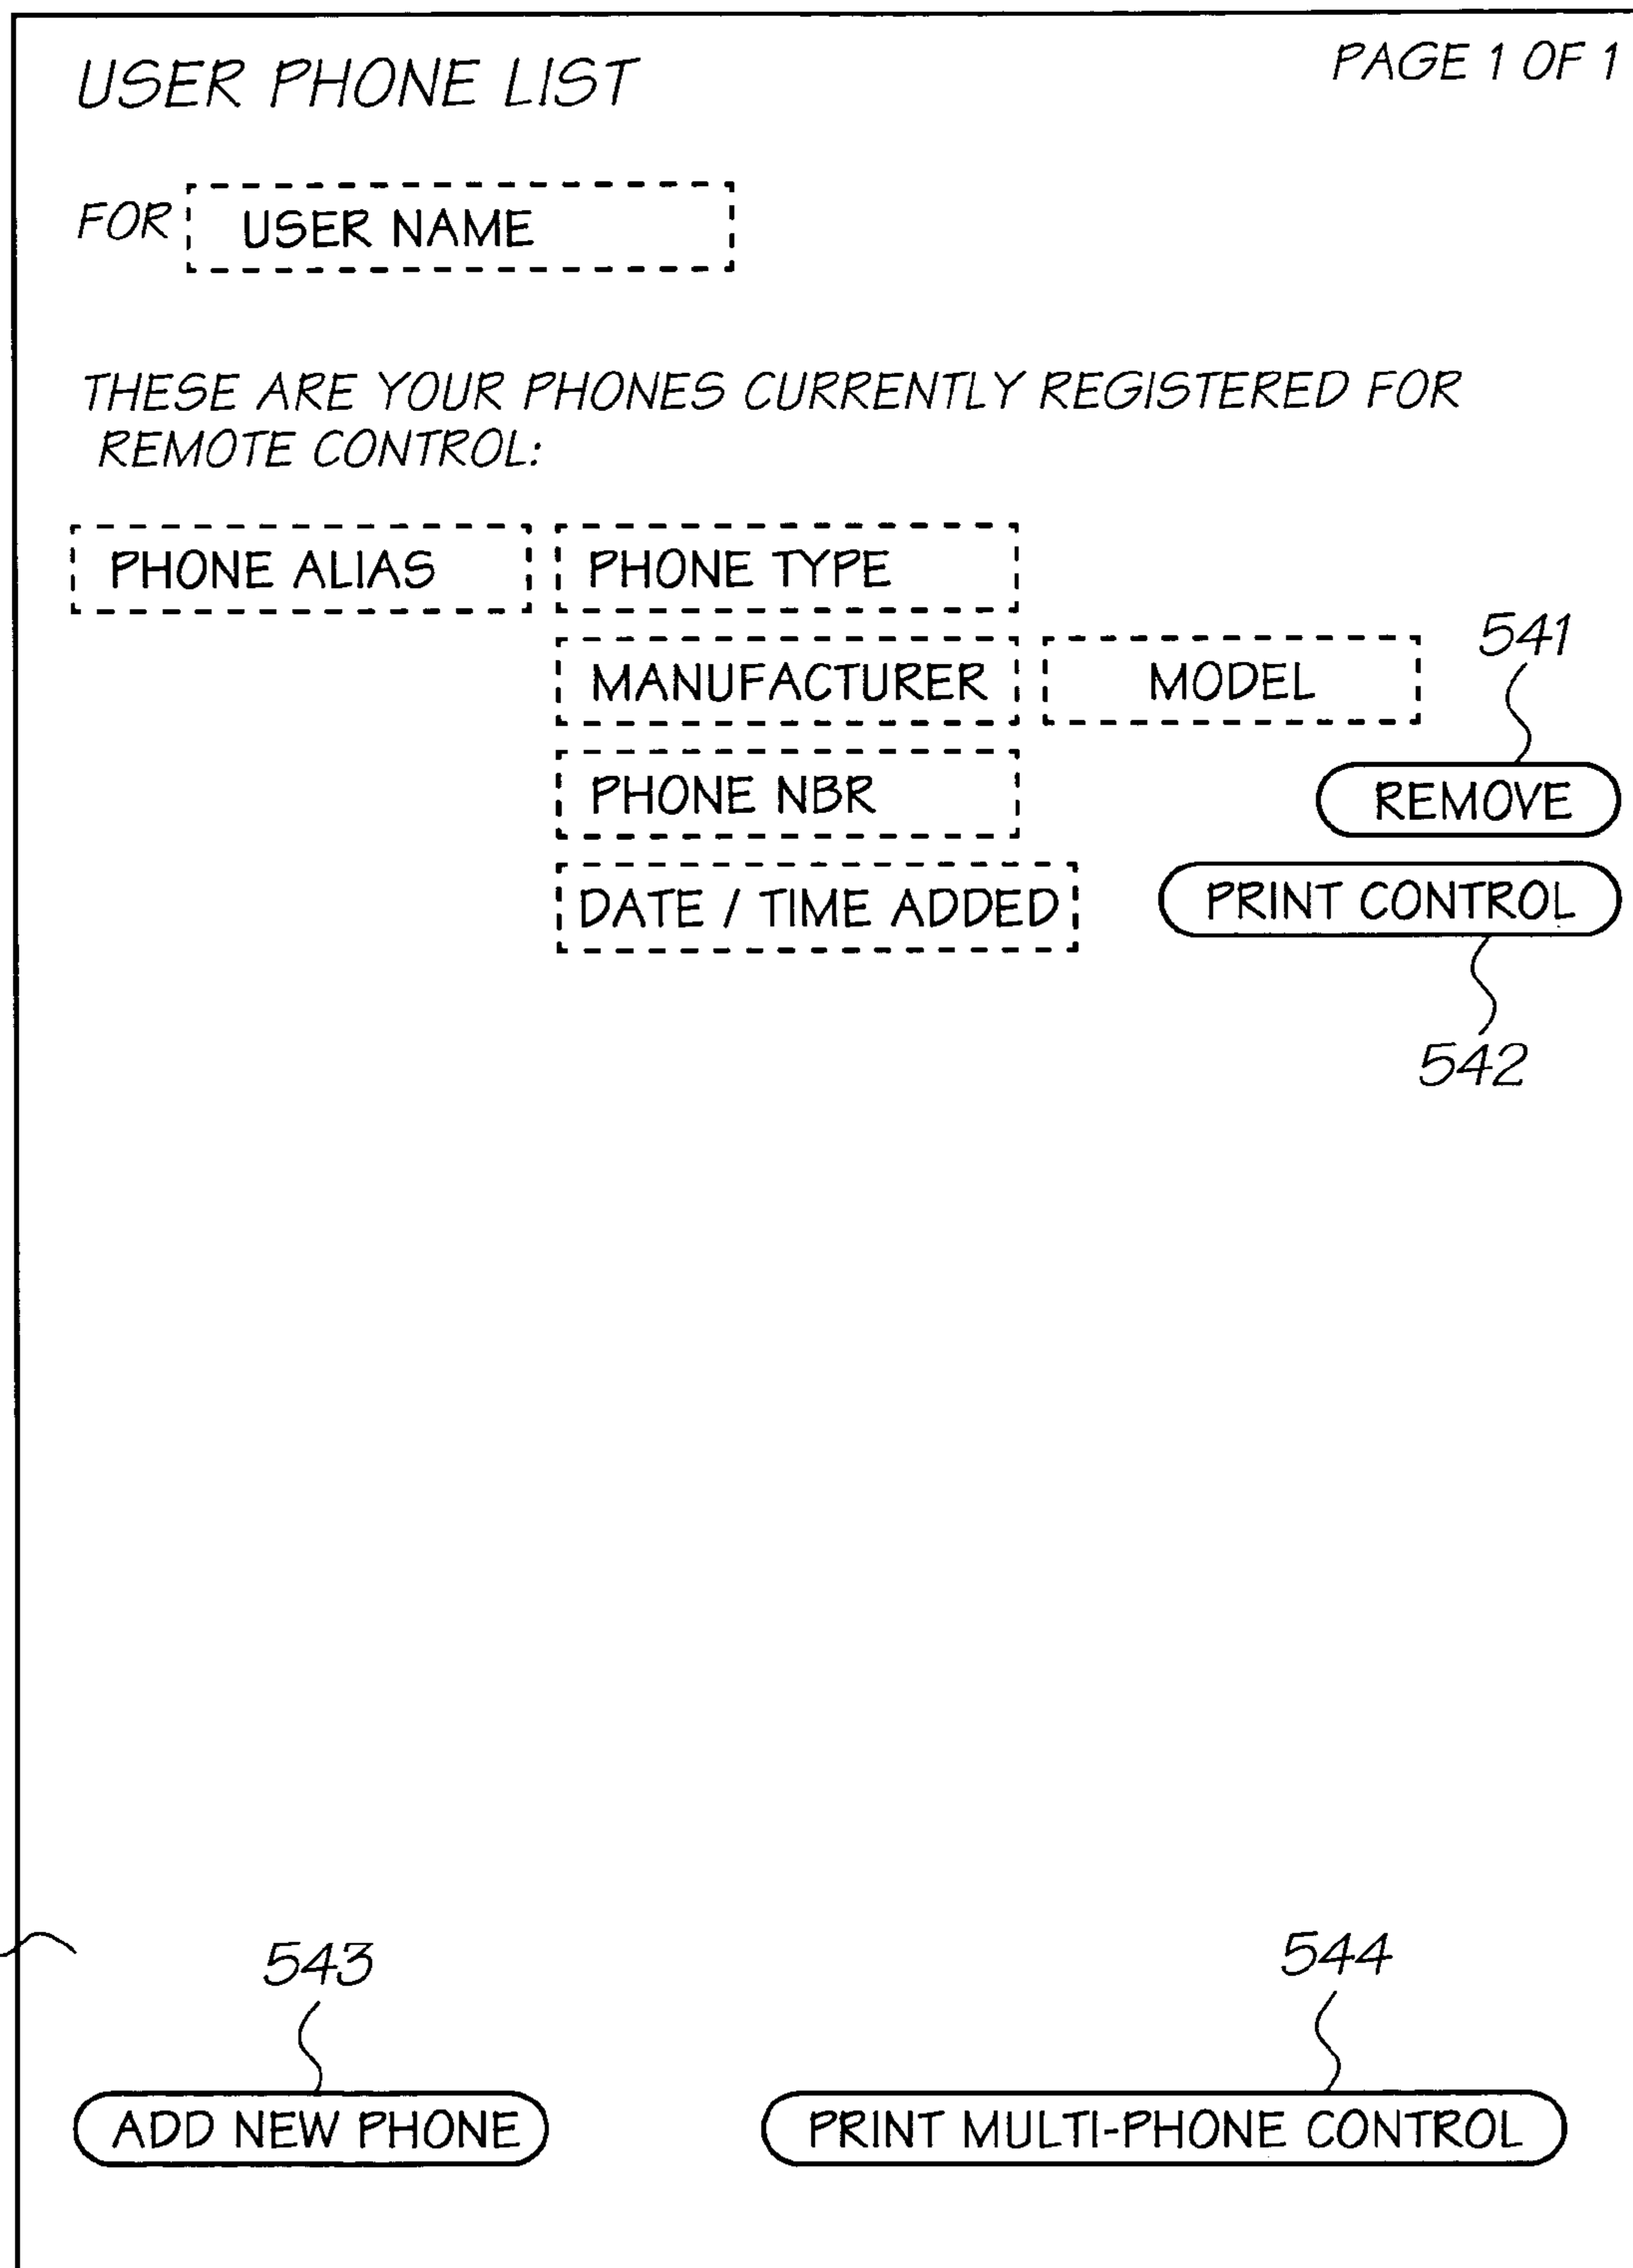 USER PHONE LIST
PAGE 1 OF 1
FOR USER NAME
THESE ARE YOUR PHONES CURRENTLY REGISTERED FOR
REMOTE CONTROL:
PHONE ALIAS PHONE TYPE
541
MANUFACTURER MODEL
PHONE NBR REMOVE
DATE / TIME ADDED PRINT CONTROL
542
543 544
ADD NEW PHONE PRINT MULTI-PHONE CONTROL